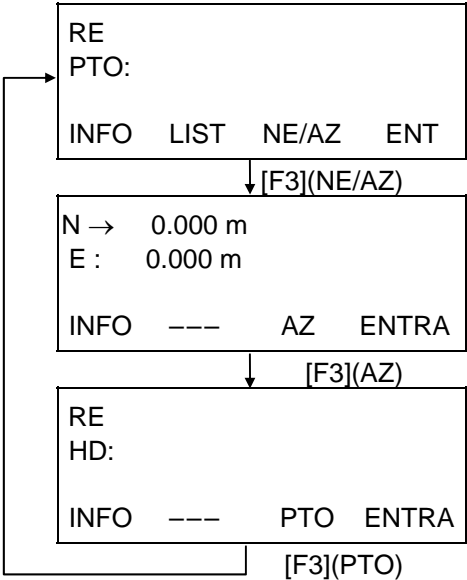 RE
PTO:
INFO LIST NE/AZ ENT
[F3](NE/AZ)
N → 0.000 m
E : 0.000 m
INFO −−− AZ ENTRA
[F3](AZ)
RE
HD:
INFO −−− PTO ENTRA
[F3](PTO)